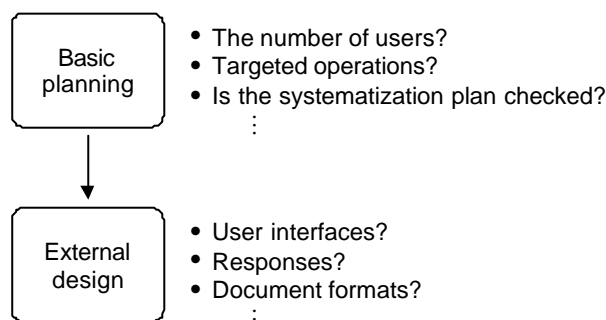 Basic
planning
• The number of users?
• Targeted operations?
• Is the systematization plan checked?
⋮
External
design
• User interfaces?
• Responses?
• Document formats?
⋮